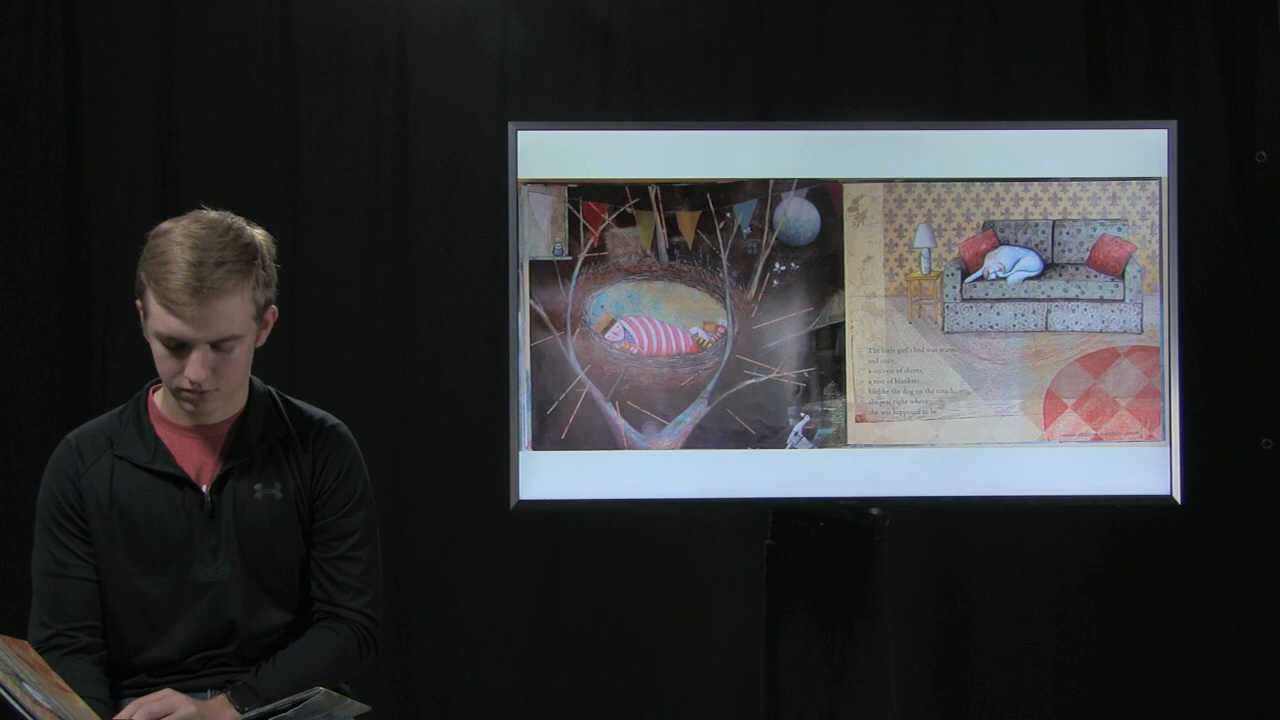 The little girl's bed was warm
and cozy,
a cocoon of sheets,
a nest of blankets.
Unlike the dog on the couch,
she was right where
she was supposed to be.